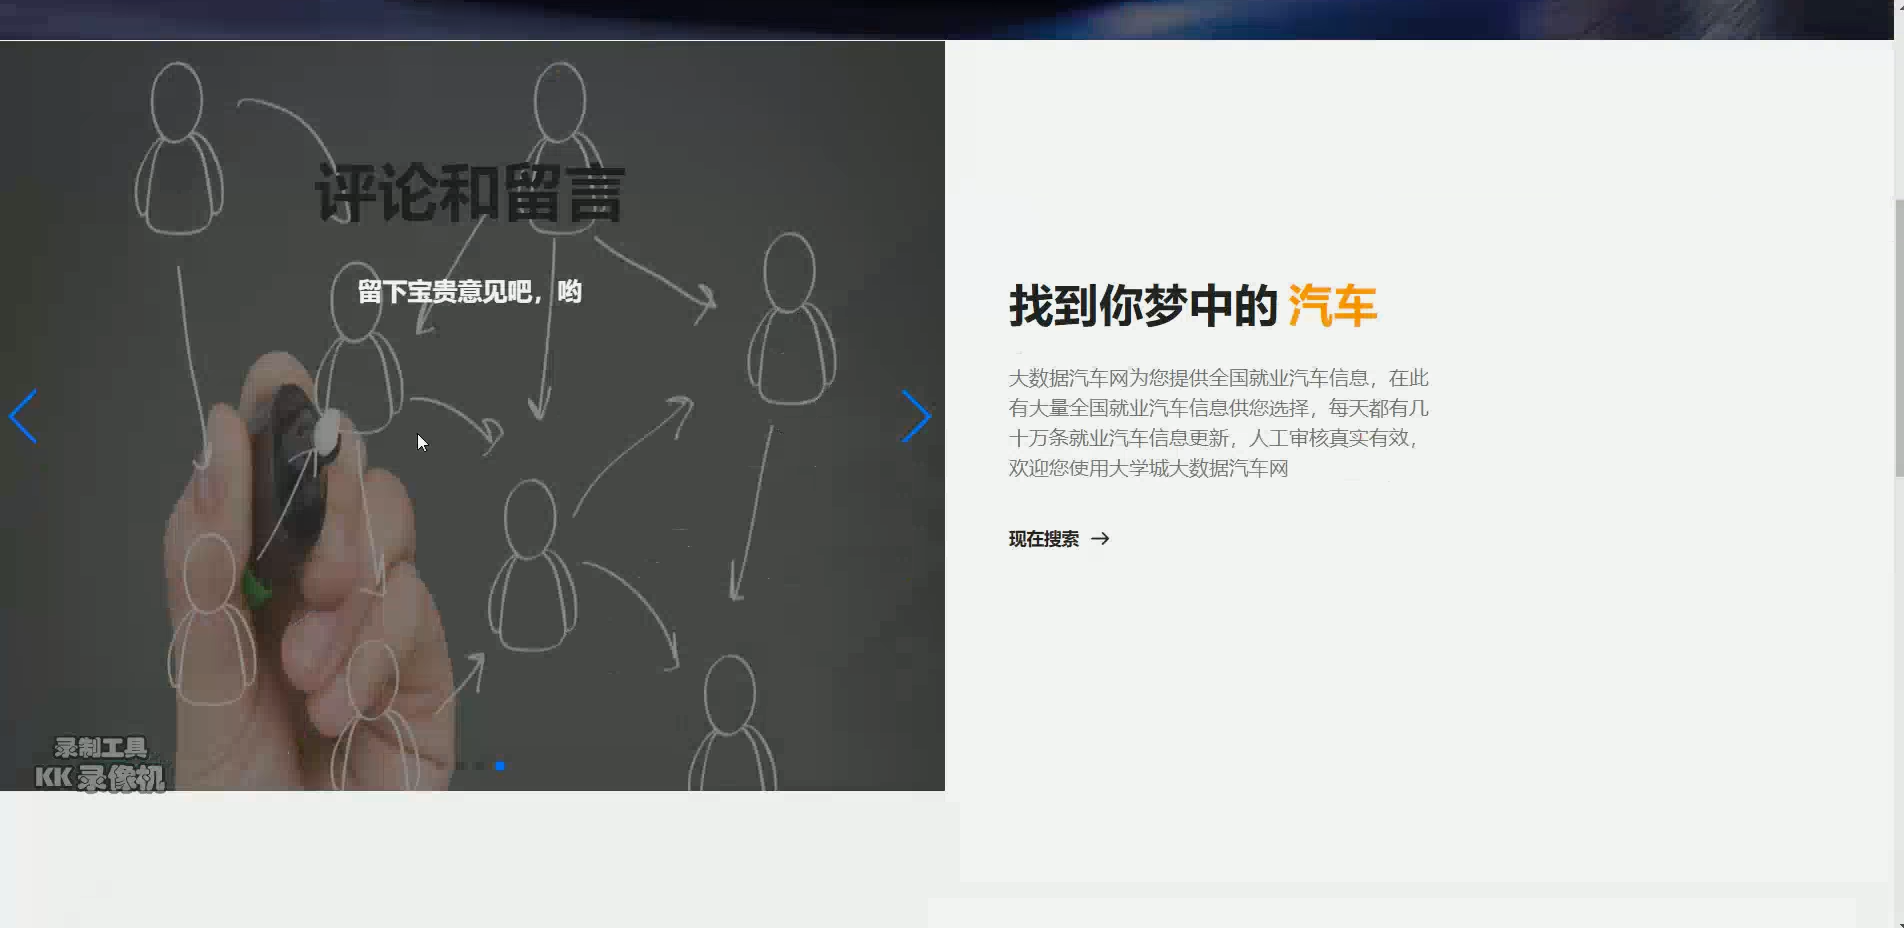 评论和留言
留下宝贵意见吧，哟
找到你梦中的 汽车
大数据汽车网为您提供全国就业汽车信息，在此
有大量全国就业汽车信息供您选择，每天都有几
十万条就业汽车信息更新，人工审核真实有效，
欢迎您使用大学城大数据汽车网
现在搜索 →
录制工具
KK 录像机